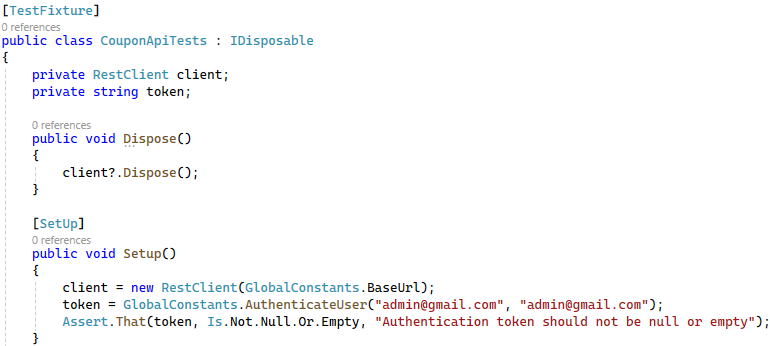 [TestFixture]
0 references
public class CouponApiTests : IDisposable
{
    private RestClient client;
    private string token;

    0 references
    public void Dispose()
    {
        client?.Dispose();
    }

    [SetUp]
    0 references
    public void Setup()
    {
        client = new RestClient(GlobalConstants.BaseUrl);
        token = GlobalConstants.AuthenticateUser("admin@gmail.com", "admin@gmail.com");
        Assert.That(token, Is.Not.Null.Or.Empty, "Authentication token should not be null or empty");
    }